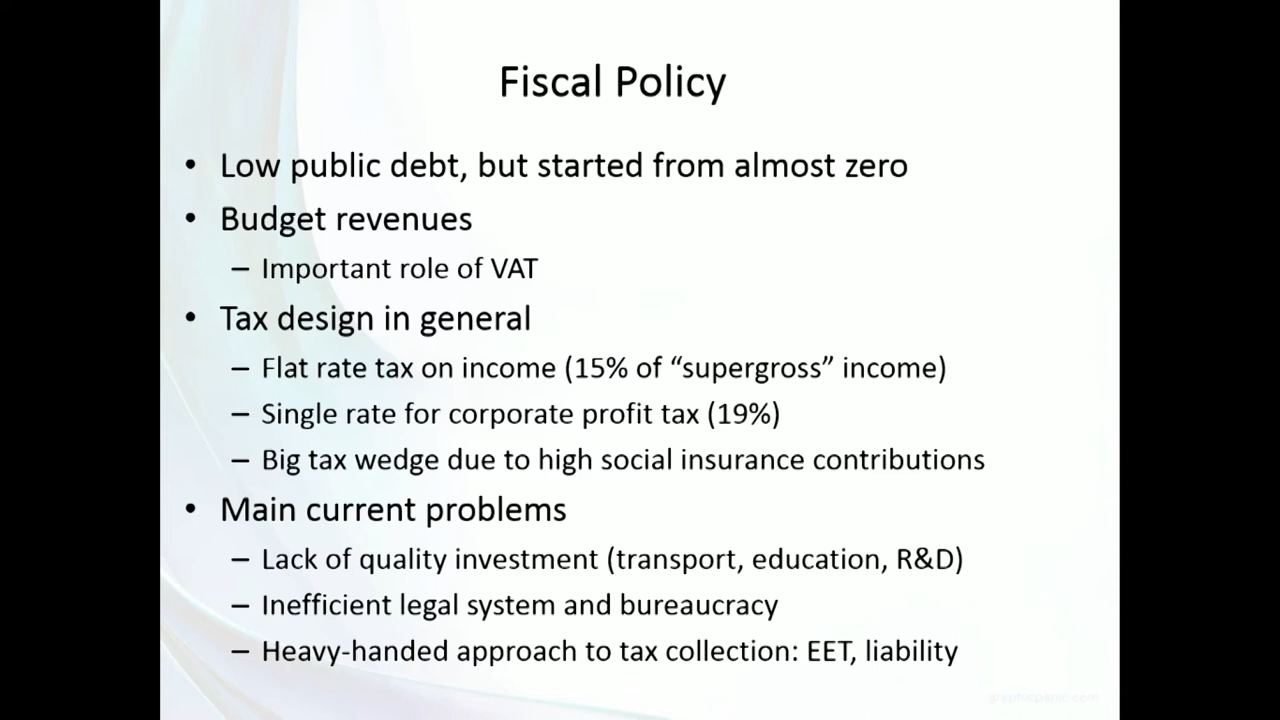 Fiscal Policy
• Low public debt, but started from almost zero
• Budget revenues
– Important role of VAT
• Tax design in general
– Flat rate tax on income (15% of “supergross” income)
– Single rate for corporate profit tax (19%)
– Big tax wedge due to high social insurance contributions
• Main current problems
– Lack of quality investment (transport, education, R&D)
– Inefficient legal system and bureaucracy
– Heavy-handed approach to tax collection: EET, liability